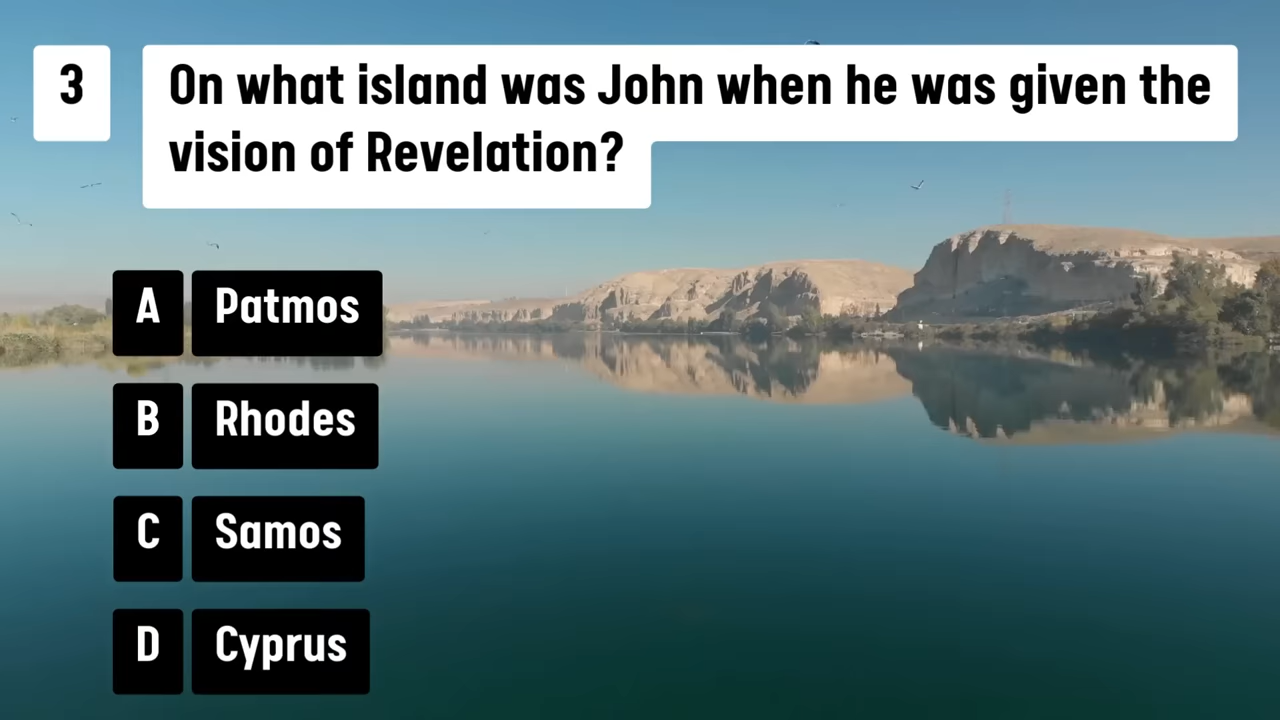 3
On what island was John when he was given the
vision of Revelation?
A Patmos
B Rhodes
C Samos
D Cyprus